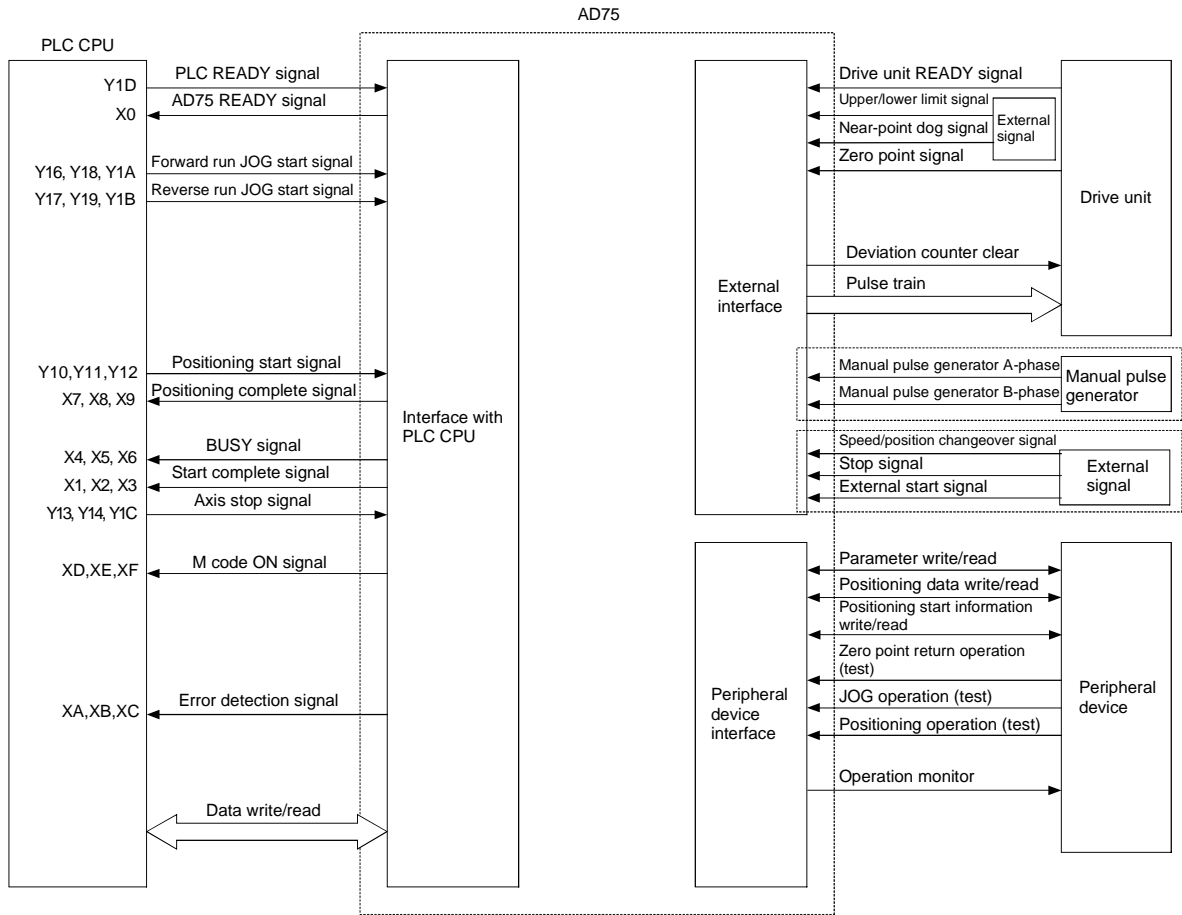 AD75
PLC CPU
Y1D
PLC READY signal
X0
AD75 READY signal
Y16, Y18, Y1A
Forward run JOG start signal
Y17, Y19, Y1B
Reverse run JOG start signal
Y10,Y11,Y12
Positioning start signal
X7, X8, X9
Positioning complete signal
X4, X5, X6
BUSY signal
X1, X2, X3
Start complete signal
Y13, Y14, Y1C
Axis stop signal
XD,XE,XF
M code ON signal
XA,XB,XC
Error detection signal
Data write/read
Interface with
PLC CPU
External
interface
Drive unit READY signal
Upper/lower limit signal
Near-point dog signal
Zero point signal
External
signal
Drive unit
Deviation counter clear
Pulse train
Manual pulse generator A-phase
Manual pulse generator B-phase
Manual pulse
generator
Speed/position changeover signal
Stop signal
External start signal
External
signal
Peripheral
device
interface
Parameter write/read
Positioning data write/read
Positioning start information
write/read
Zero point return operation
(test)
JOG operation (test)
Positioning operation (test)
Operation monitor
Peripheral
device